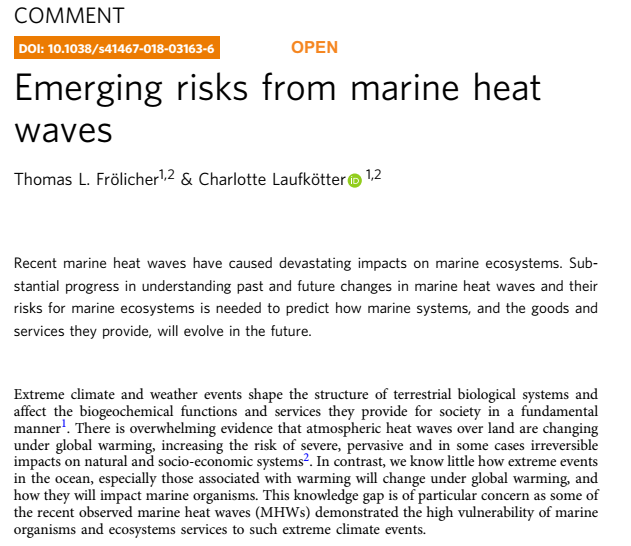 COMMENT
DOI: 10.1038/s41467-018-03163-6 OPEN
Emerging risks from marine heat
waves
Thomas L. Frölicher1,2 & Charlotte Laufkötter iD 1,2
Recent marine heat waves have caused devastating impacts on marine ecosystems. Sub-
stantial progress in understanding past and future changes in marine heat waves and their
risks for marine ecosystems is needed to predict how marine systems, and the goods and
services they provide, will evolve in the future.
Extreme climate and weather events shape the structure of terrestrial biological systems and
affect the biogeochemical functions and services they provide for society in a fundamental
manner1. There is overwhelming evidence that atmospheric heat waves over land are changing
under global warming, increasing the risk of severe, pervasive and in some cases irreversible
impacts on natural and socio-economic systems2. In contrast, we know little how extreme events
in the ocean, especially those associated with warming will change under global warming, and
how they will impact marine organisms. This knowledge gap is of particular concern as some of
the recent observed marine heat waves (MHWs) demonstrated the high vulnerability of marine
organisms and ecosystems services to such extreme climate events.